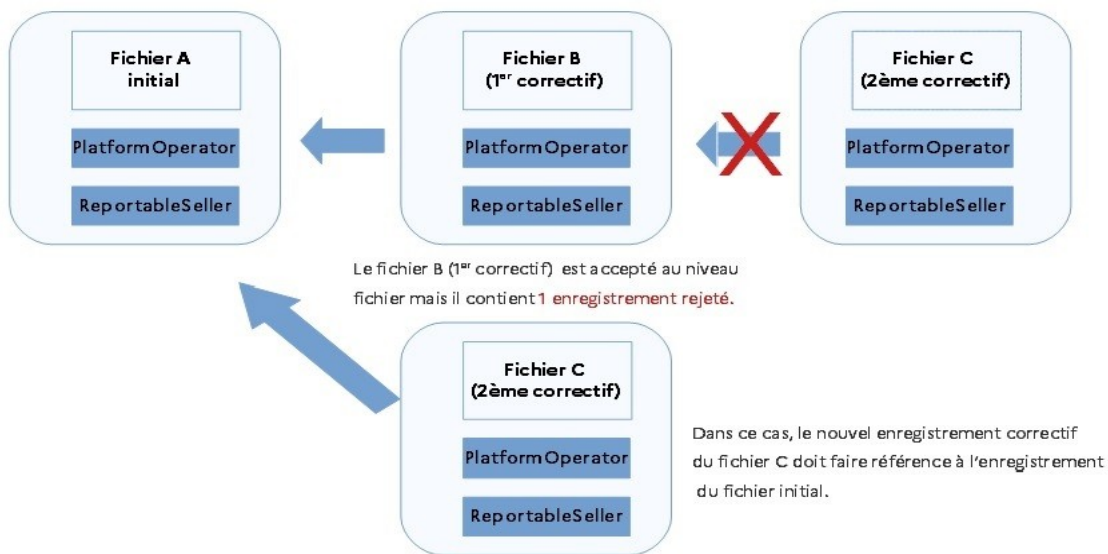 Fichier A
initial
PlatformOperator
ReportableSeller
Fichier B
(1er correctif)
PlatformOperator
ReportableSeller
Fichier C
(2ème correctif)
PlatformOperator
ReportableSeller
Le fichier B (1er correctif) est accepté au niveau
fichier mais il contient 1 enregistrement rejeté.
Fichier C
(2ème correctif)
PlatformOperator
ReportableSeller
Dans ce cas, le nouvel enregistrement correctif
du fichier C doit faire référence à l'enregistrement
du fichier initial.